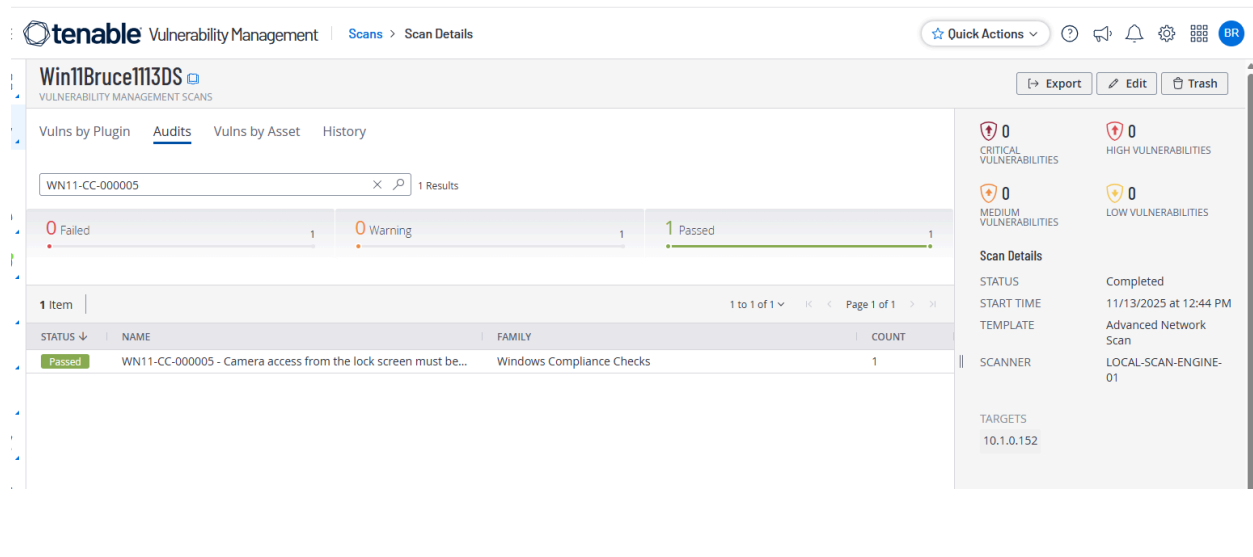 tenable Vulnerability Management Scans > Scan Details Quick Actions BR
Win11Bruce1113DS
VULNERABILITY MANAGEMENT SCANS
Export Edit Trash
Vulns by Plugin Audits Vulns by Asset History
WN11-CC-000005 1 Results
0 Failed 1 0 Warning 1 1 Passed 1
1 Item 1 to 1 of 1 Page 1 of 1
STATUS NAME FAMILY COUNT
Passed WN11-CC-000005 - Camera access from the lock screen must be... Windows Compliance Checks 1
0
CRITICAL
VULNERABILITIES
0
HIGH VULNERABILITIES
0
MEDIUM
VULNERABILITIES
0
LOW VULNERABILITIES
Scan Details
STATUS Completed
START TIME 11/13/2025 at 12:44 PM
TEMPLATE Advanced Network
Scan
SCANNER LOCAL-SCAN-ENGINE-
01
TARGETS
10.1.0.152